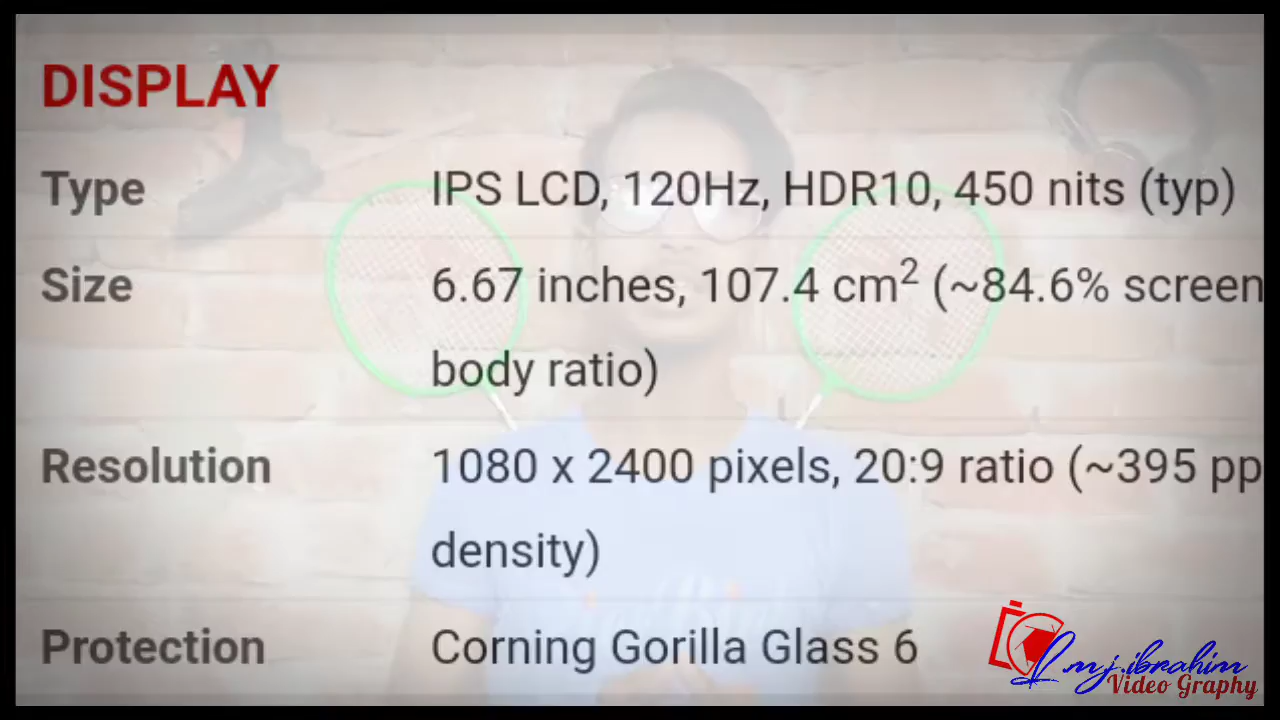 DISPLAY
Type IPS LCD, 120Hz, HDR10, 450 nits (typ)
Size 6.67 inches, 107.4 cm² (~84.6% screen
body ratio)
Resolution 1080 x 2400 pixels, 20:9 ratio (~395 pp
density)
Protection Corning Gorilla Glass 6
mj.ibrahim
Video Graphy